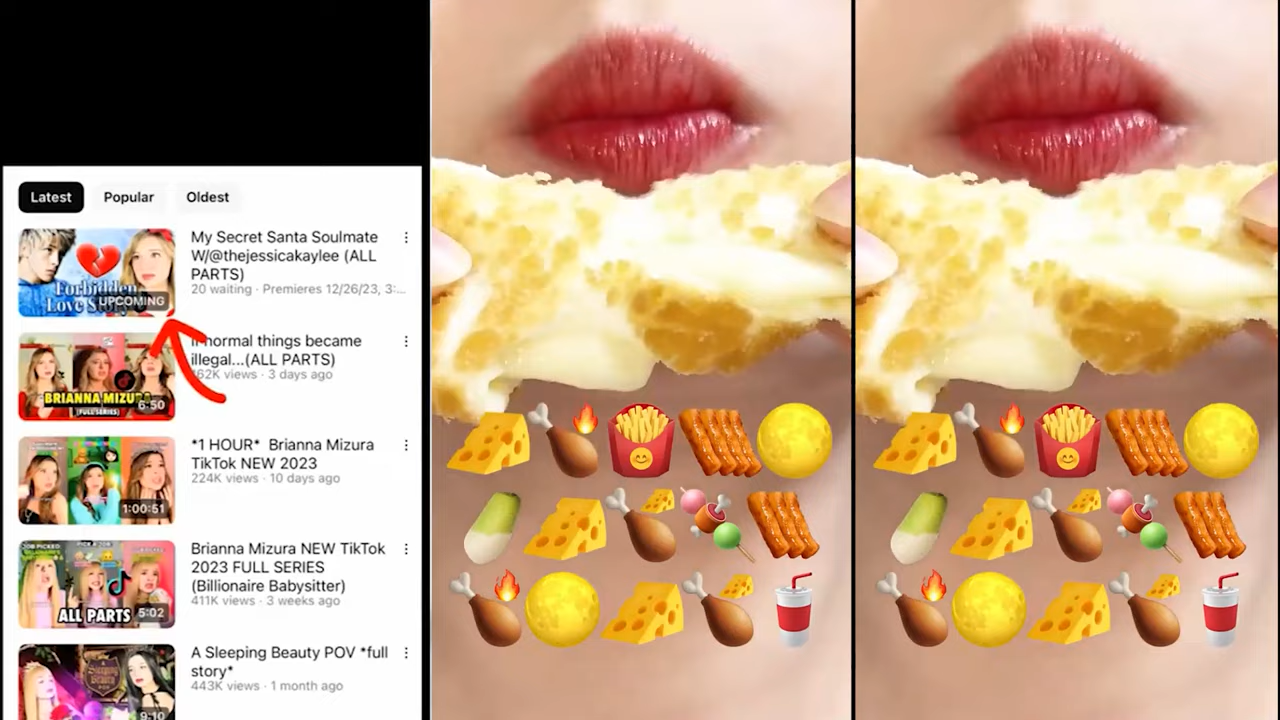 Latest
Popular
Oldest
My Secret Santa Soulmate
W/@thejessicakaylee (ALL
PARTS)
20 waiting · Premieres 12/26/23, 3:...
Forbidden
Love Story
UPCOMING
If normal things became
illegal...(ALL PARTS)
62K views · 3 days ago
BRIANNA MIZURA
(FULL SERIES)
6:50
*1 HOUR* Brianna Mizura
TikTok NEW 2023
224K views · 10 days ago
1:00:51
Brianna Mizura NEW TikTok
2023 FULL SERIES
(Billionaire Babysitter)
411K views · 3 weeks ago
ALL PARTS
5:02
A Sleeping Beauty POV *full
story*
443K views · 1 month ago
9:10